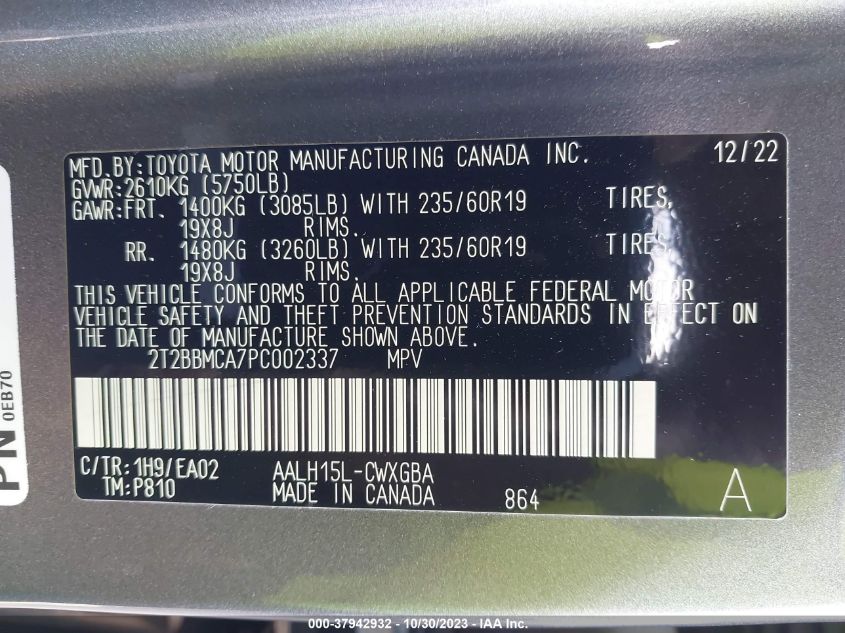 MFD. BY: TOYOTA MOTOR MANUFACTURING CANADA INC. 12/22
GVWR: 2610KG (5750LB)
GAWR: FRT. 1400KG (3085LB) WITH 235/60R19 TIRES,
19X8J RIMS.
RR. 1480KG (3260LB) WITH 235/60R19 TIRES,
19X8J RIMS.
THIS VEHICLE CONFORMS TO ALL APPLICABLE FEDERAL MOTOR
VEHICLE SAFETY AND THEFT PREVENTION STANDARDS IN EFFECT ON
THE DATE OF MANUFACTURE SHOWN ABOVE.
2T2BBMCA7PC002337 MPV
C/TR: 1H9/EA02 AALH15L-CWXGBA
TM: P810 MADE IN CANADA 864 A
PN
0EB70
000-37942932 - 10/30/2023 - IAA Inc.